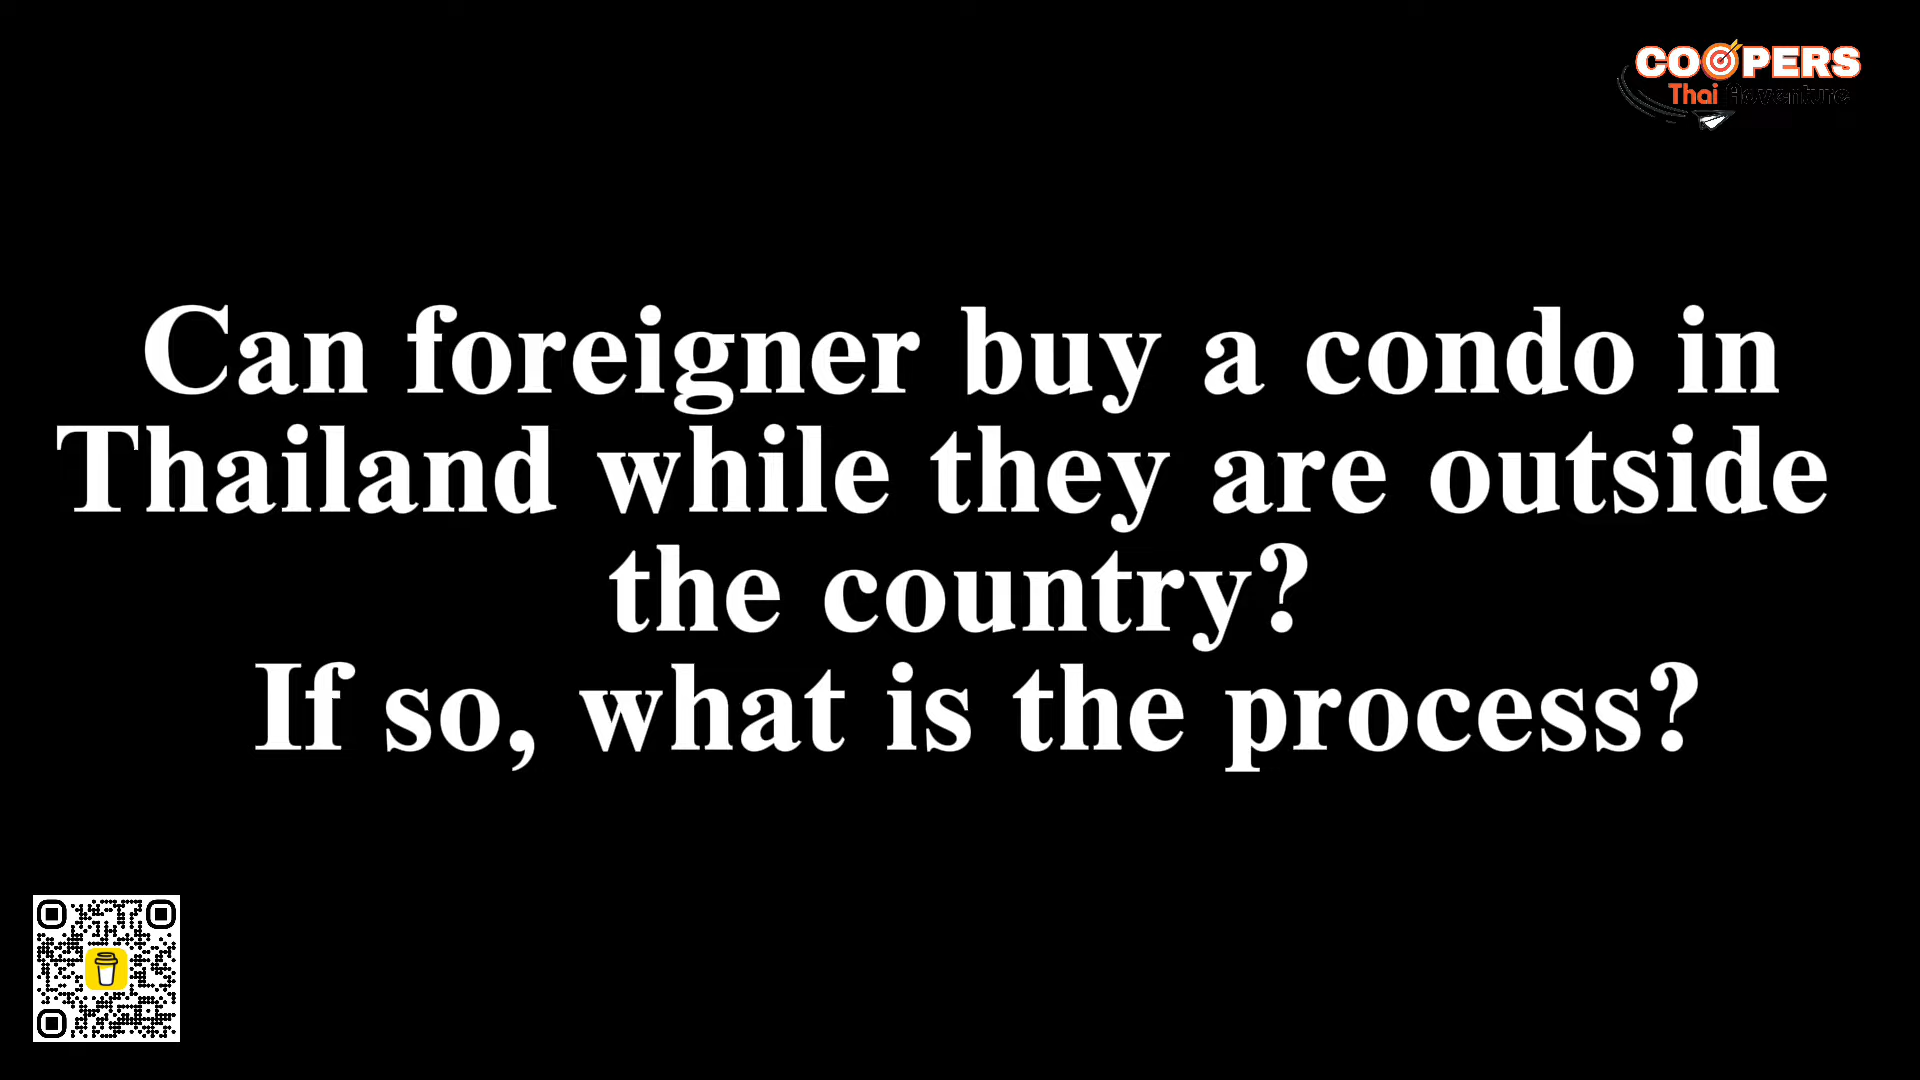 COOPERS
Thai Adventure
Can foreigner buy a condo in
Thailand while they are outside
the country?
If so, what is the process?